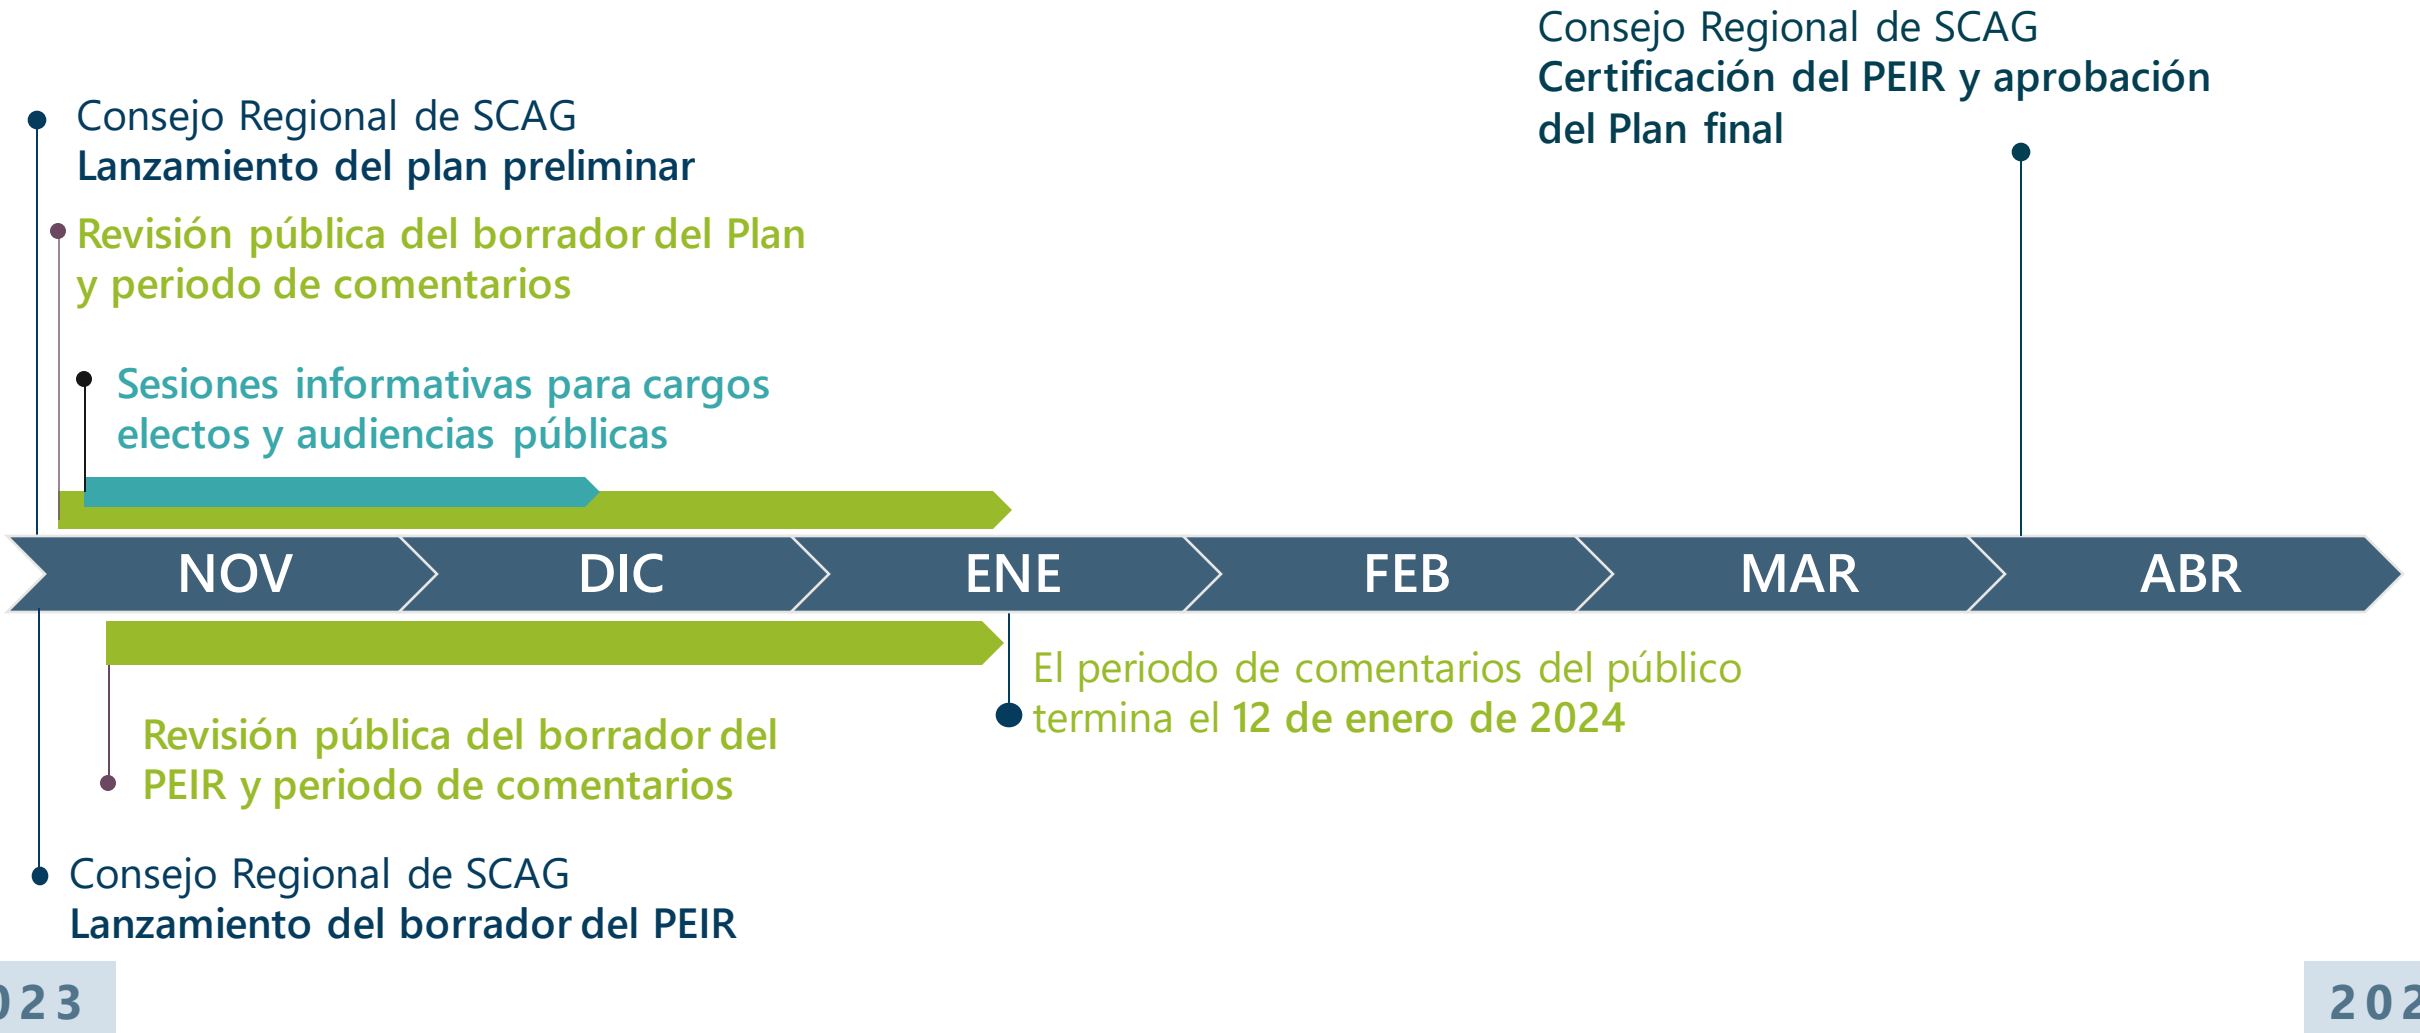 Consejo Regional de SCAG
Certificación del PEIR y aprobación
del Plan final
Consejo Regional de SCAG
Lanzamiento del plan preliminar
Revisión pública del borrador del Plan
y periodo de comentarios
Sesiones informativas para cargos
electos y audiencias públicas
NOV DIC ENE FEB MAR ABR
El periodo de comentarios del público
termina el 12 de enero de 2024
Revisión pública del borrador del
PEIR y periodo de comentarios
Consejo Regional de SCAG
Lanzamiento del borrador del PEIR